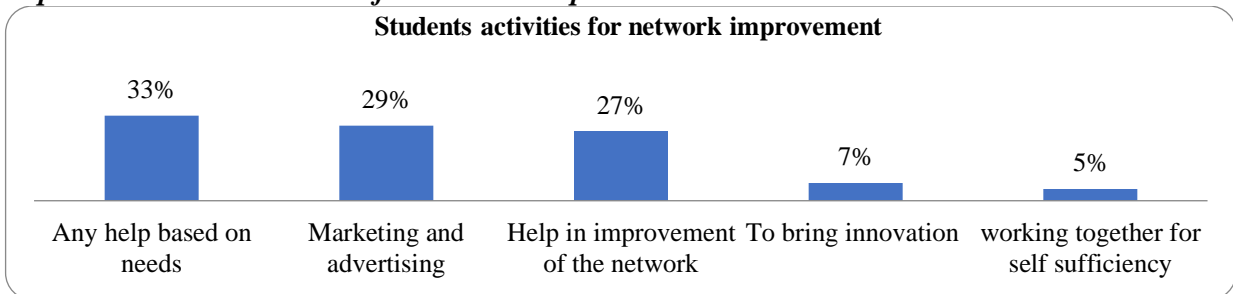 Students activities for network improvement
33%
29%
27%
7%
5%
Any help based on
needs
Marketing and
advertising
Help in improvement
of the network
To bring innovation
working together for
self sufficiency